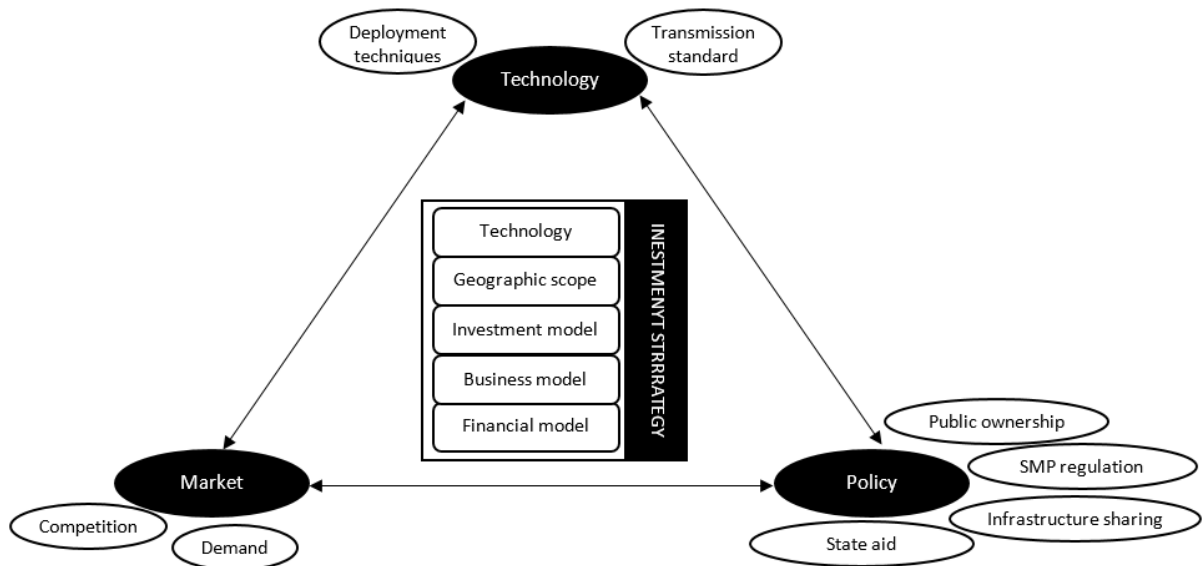 Deployment
techniques
Transmission
standard
Technology
Technology
Geographic scope
Investment model
Business model
Financial model
INESTMENYT STRRRATEGY
Public ownership
SMP regulation
Market
Policy
Infrastructure sharing
Competition
Demand
State aid